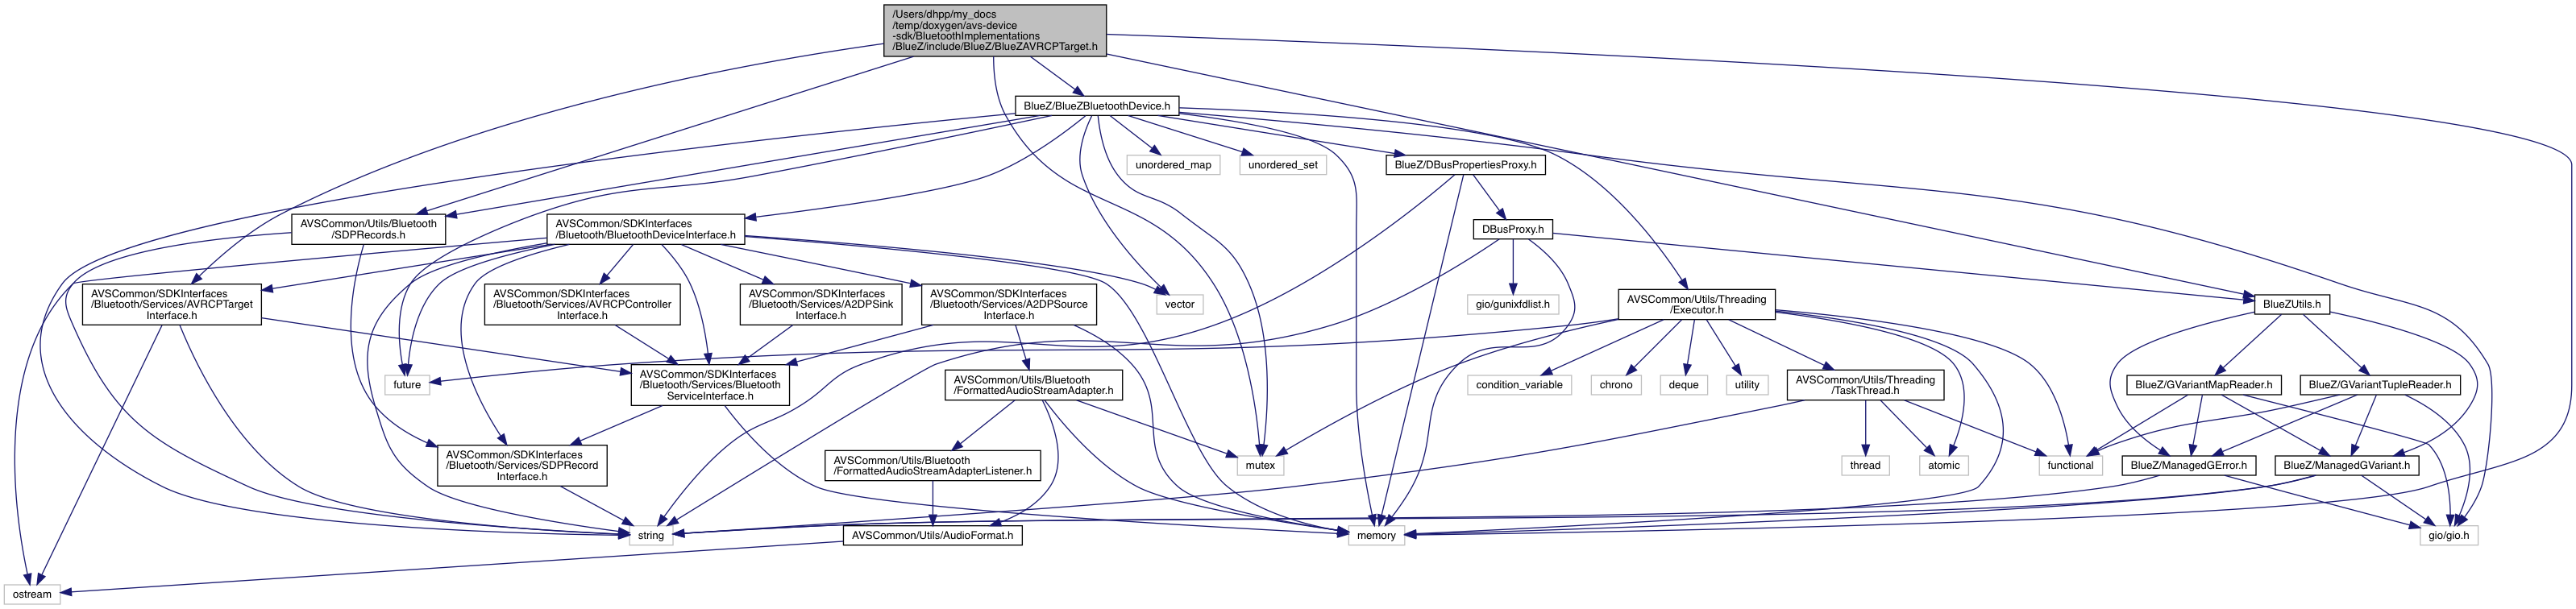 /Users/dhpp/my_docs
/temp/doxygen/avs-device
-sdk/BluetoothImplementations
/BlueZ/include/BlueZ/BlueZAVRCPTarget.h
BlueZ/BlueZBluetoothDevice.h
unordered_map
unordered_set
BlueZ/DBusPropertiesProxy.h
AVSCommon/Utils/Bluetooth
/SDPRecords.h
AVSCommon/SDKInterfaces
/Bluetooth/BluetoothDeviceInterface.h
DBusProxy.h
AVSCommon/SDKInterfaces
/Bluetooth/Services/AVRCPTarget
Interface.h
AVSCommon/SDKInterfaces
/Bluetooth/Services/AVRCPController
Interface.h
AVSCommon/SDKInterfaces
/Bluetooth/Services/A2DPSink
Interface.h
AVSCommon/SDKInterfaces
/Bluetooth/Services/A2DPSource
Interface.h
vector
gio/gunixfdlist.h
AVSCommon/Utils/Threading
/Executor.h
BlueZUtils.h
future
AVSCommon/SDKInterfaces
/Bluetooth/Services/Bluetooth
ServiceInterface.h
AVSCommon/Utils/Bluetooth
/FormattedAudioStreamAdapter.h
condition_variable
chrono
deque
utility
AVSCommon/Utils/Threading
/TaskThread.h
BlueZ/GVariantMapReader.h
BlueZ/GVariantTupleReader.h
AVSCommon/SDKInterfaces
/Bluetooth/Services/SDPRecord
Interface.h
AVSCommon/Utils/Bluetooth
/FormattedAudioStreamAdapterListener.h
mutex
thread
atomic
functional
BlueZ/ManagedGError.h
BlueZ/ManagedGVariant.h
string
AVSCommon/Utils/AudioFormat.h
memory
gio/gio.h
ostream